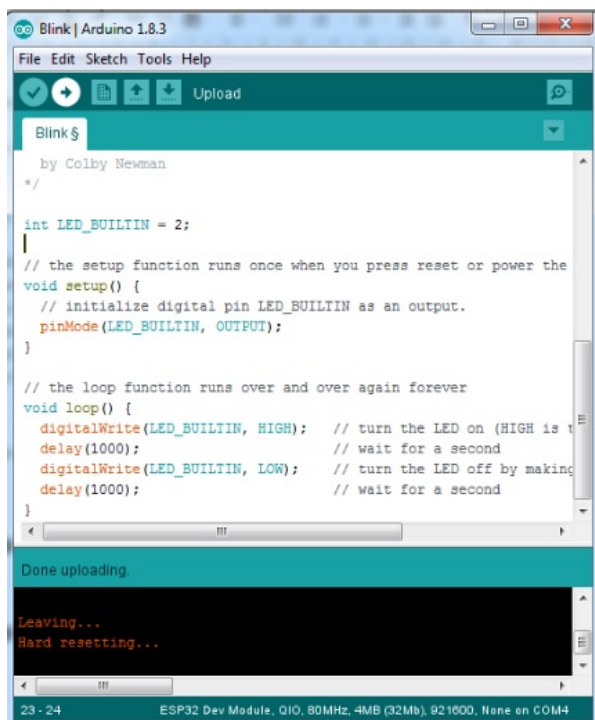 Blink | Arduino 1.8.3
File Edit Sketch Tools Help
Upload
Blink §
by Colby Newman
*/
int LED_BUILTIN = 2;
// the setup function runs once when you press reset or power the
void setup() {
// initialize digital pin LED_BUILTIN as an output.
pinMode(LED_BUILTIN, OUTPUT);
}
// the loop function runs over and over again forever
void loop() {
digitalWrite(LED_BUILTIN, HIGH); // turn the LED on (HIGH is t
delay(1000); // wait for a second
digitalWrite(LED_BUILTIN, LOW); // turn the LED off by making
delay(1000); // wait for a second
}
Done uploading.
Leaving...
Hard resetting...
23 - 24 ESP32 Dev Module, QIO, 80MHz, 4MB (32Mb), 921600, None on COM4